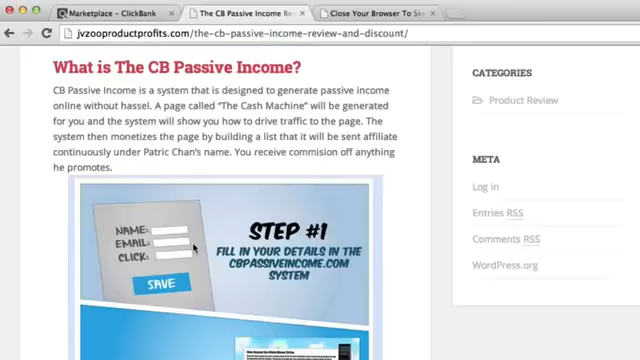 Marketplace - ClickBank
The CB Passive Income Re
Close Your Browser To Se
jvzooproductprofits.com/the-cb-passive-income-review-and-discount/
What is The CB Passive Income?
CB Passive Income is a system that is designed to generate passive income
online without hassel. A page called “The Cash Machine” will be generated
for you and the system will show you how to drive traffic to the page. The
system then monetizes the page by building a list that it will be sent affiliate
continuously under Patric Chan’s name. You receive commision off anything
he promotes.
NAME:
EMAIL:
CLICK:
SAVE
STEP #1
FILL IN YOUR DETAILS IN THE
CBPASSIVEINCOME.COM
SYSTEM
CATEGORIES
Product Review
META
Log in
Entries RSS
Comments RSS
WordPress.org